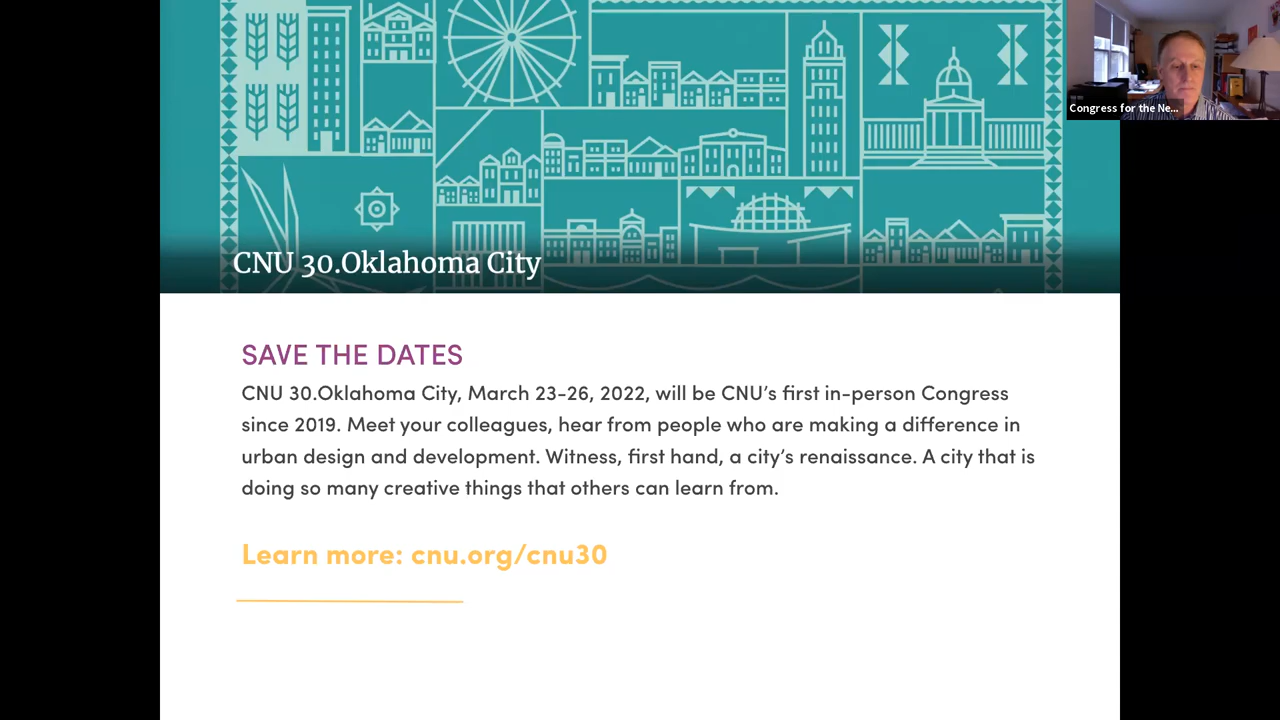 Congress for the Ne...
CNU 30.Oklahoma City
SAVE THE DATES
CNU 30.Oklahoma City, March 23-26, 2022, will be CNU’s first in-person Congress
since 2019. Meet your colleagues, hear from people who are making a difference in
urban design and development. Witness, first hand, a city’s renaissance. A city that is
doing so many creative things that others can learn from.
Learn more: cnu.org/cnu30